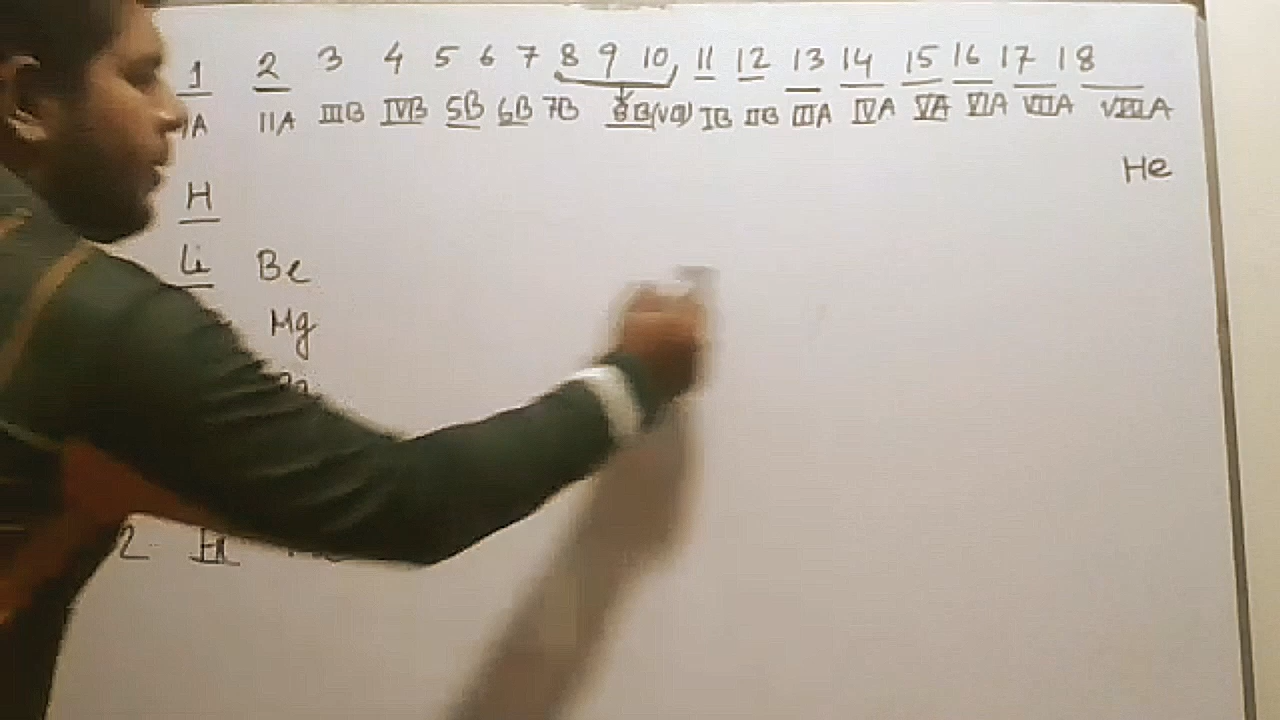 1 2 3 4 5 6 7 8 9 10, 11 12 13 14 15 16 17 18
IA IIA IIIB IVB 5B 6B 7B 8B(VIII) IB IIB IIIA IVA VA VIA VIIA VIIIA
He
H
Li Be
Mg
2